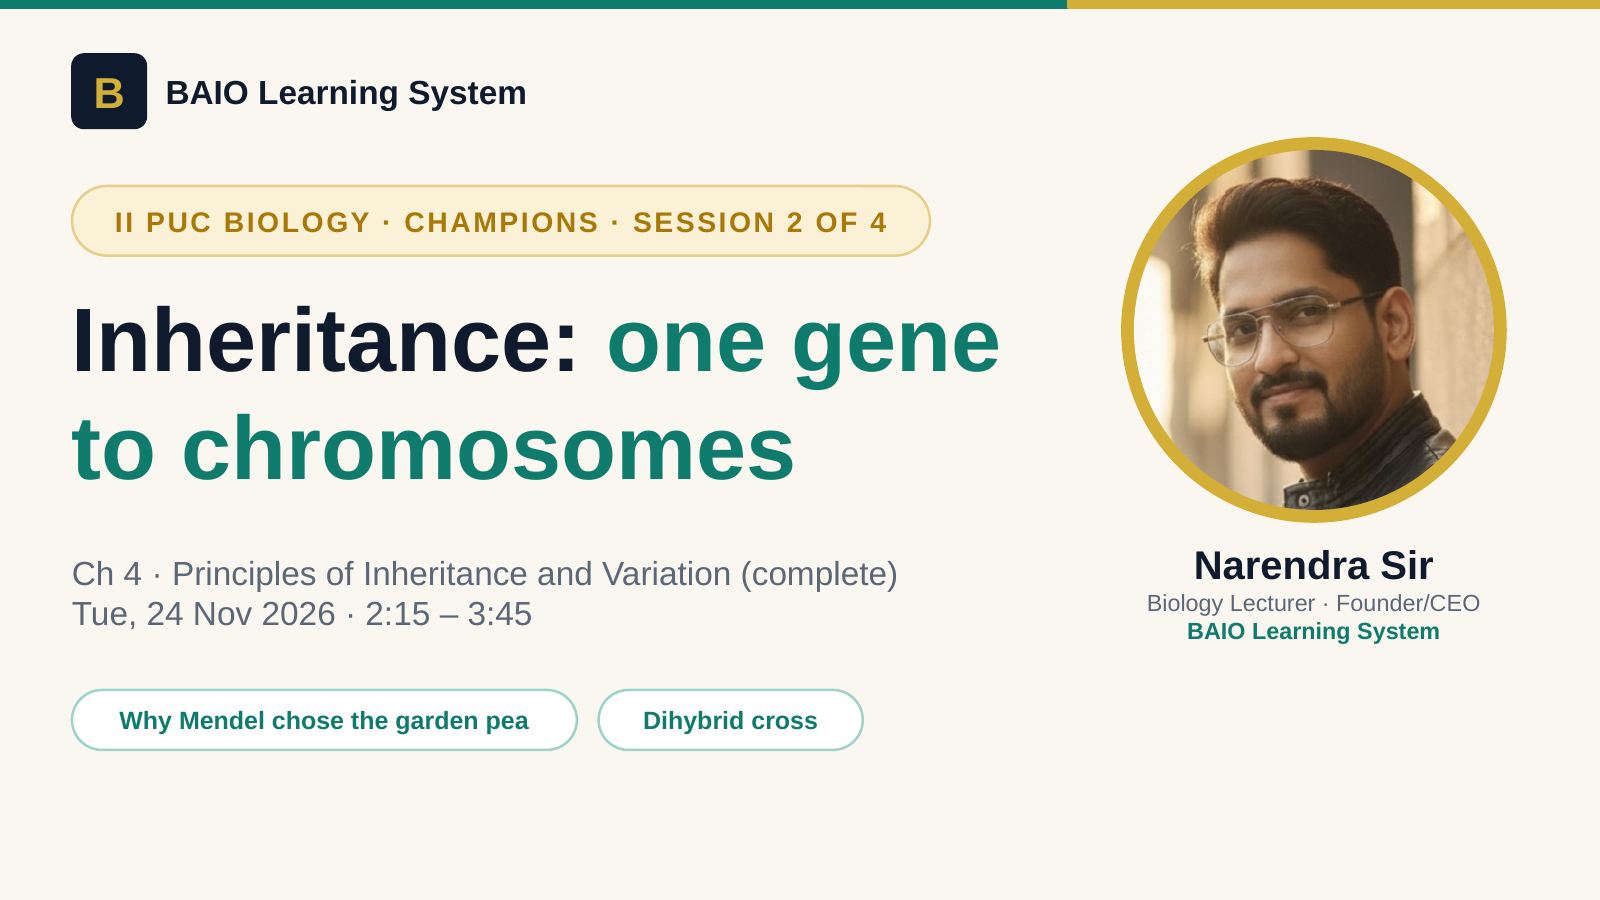 B
BAIO Learning System
II PUC BIOLOGY · CHAMPIONS · SESSION 2 OF 4
Inheritance: one gene
to chromosomes
Ch 4 · Principles of Inheritance and Variation (complete)
Tue, 24 Nov 2026 · 2:15 – 3:45
Why Mendel chose the garden pea
Dihybrid cross
Narendra Sir
Biology Lecturer · Founder/CEO
BAIO Learning System